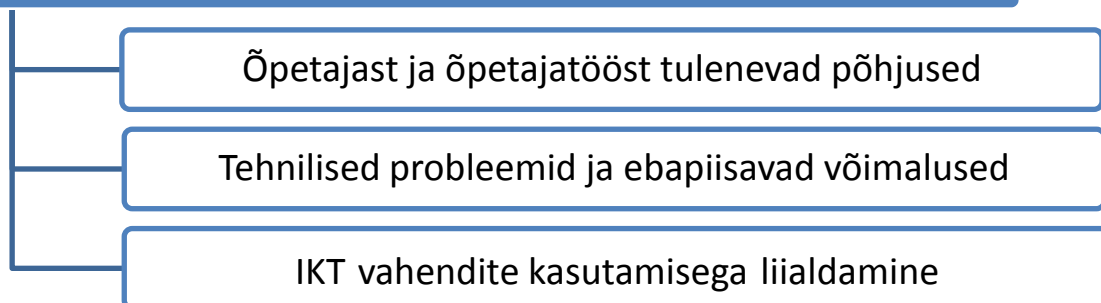 Õpetajast ja õpetajatööst tulenevad põhjused
Tehnilised probleemid ja ebapiisavad võimalused
IKT vahendite kasutamisega liialdamine